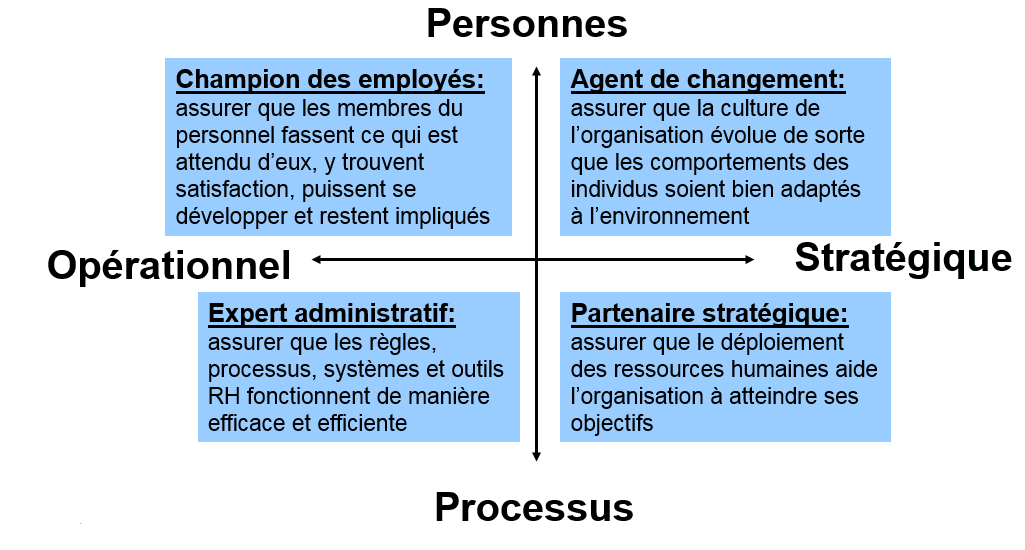 Personnes
Champion des employés:
assurer que les membres du
personnel fassent ce qui est
attendu d’eux, y trouvent
satisfaction, puissent se
développer et restent impliqués
Agent de changement:
assurer que la culture de
l’organisation évolue de sorte
que les comportements des
individus soient bien adaptés
à l’environnement
Opérationnel
Stratégique
Expert administratif:
assurer que les règles,
processus, systèmes et outils
RH fonctionnent de manière
efficace et efficiente
Partenaire stratégique:
assurer que le déploiement
des ressources humaines aide
l’organisation à atteindre ses
objectifs
Processus